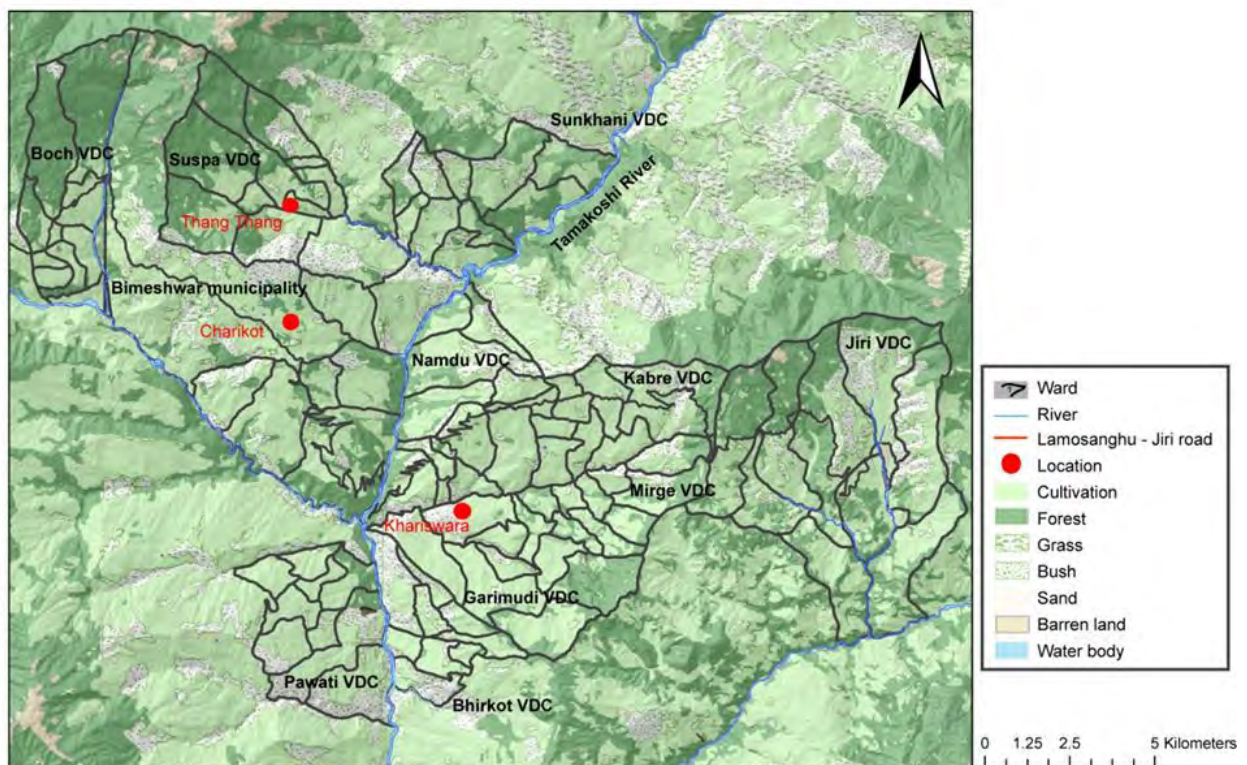 Sunkhani VDC
Boch VDC
Suspa VDC
Tamakoshi River
Thang Thang
Bimeshwar municipality
Charikot
Jiri VDC
Namdu VDC
Kabre VDC
Mirge VDC
Khariswara
Garimudi VDC
Pawati VDC
Bhirkot VDC
Ward
River
Lamosanghu - Jiri road
Location
Cultivation
Forest
Grass
Bush
Sand
Barren land
Water body
0 1.25 2.5 5 Kilometers